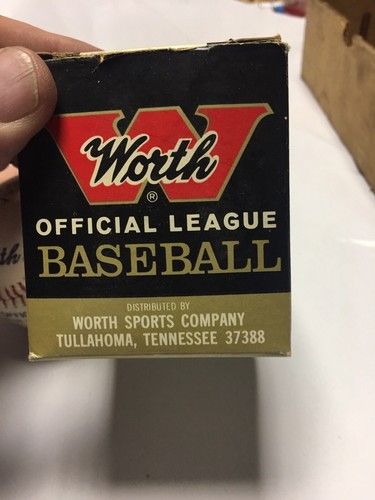 Worth
®
OFFICIAL LEAGUE
BASEBALL
DISTRIBUTED BY
WORTH SPORTS COMPANY
TULLAHOMA, TENNESSEE 37388